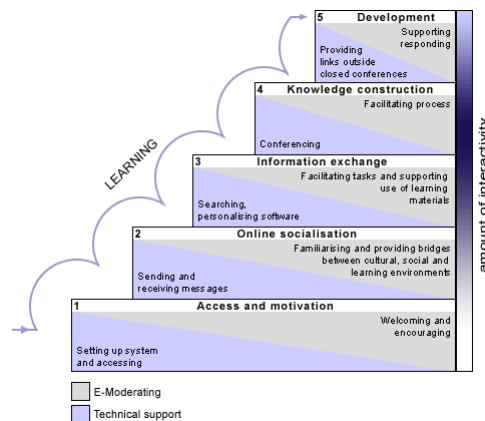 5 Development
Supporting
responding
Providing
links outside
closed conferences
4 Knowledge construction
Facilitating process
Conferencing
3 Information exchange
Facilitating tasks and supporting
use of learning
materials
Searching,
personalising software
2 Online socialisation
Familiarising and providing bridges
between cultural, social and
learning environments
Sending and
receiving messages
1 Access and motivation
Welcoming and
encouraging
Setting up system
and accessing
LEARNING
amount of interactivity
E-Moderating
Technical support